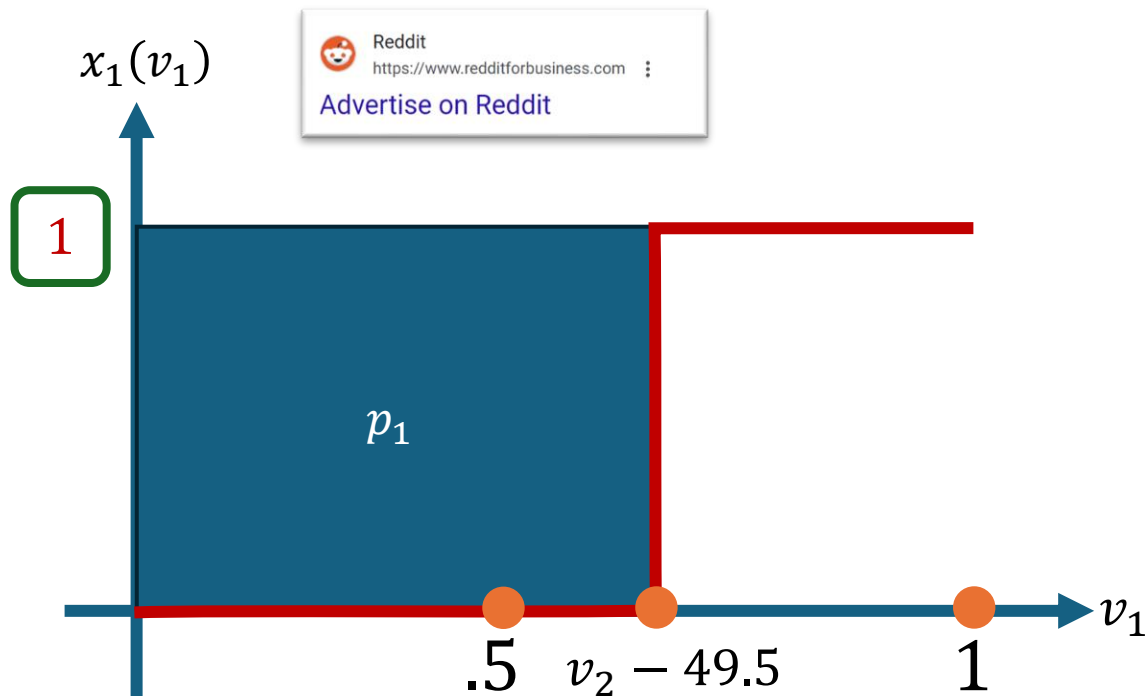 Reddit
https://www.redditforbusiness.com
Advertise on Reddit
x₁(v₁)
1
p₁
v₁
.5
v₂ − 49.5
1